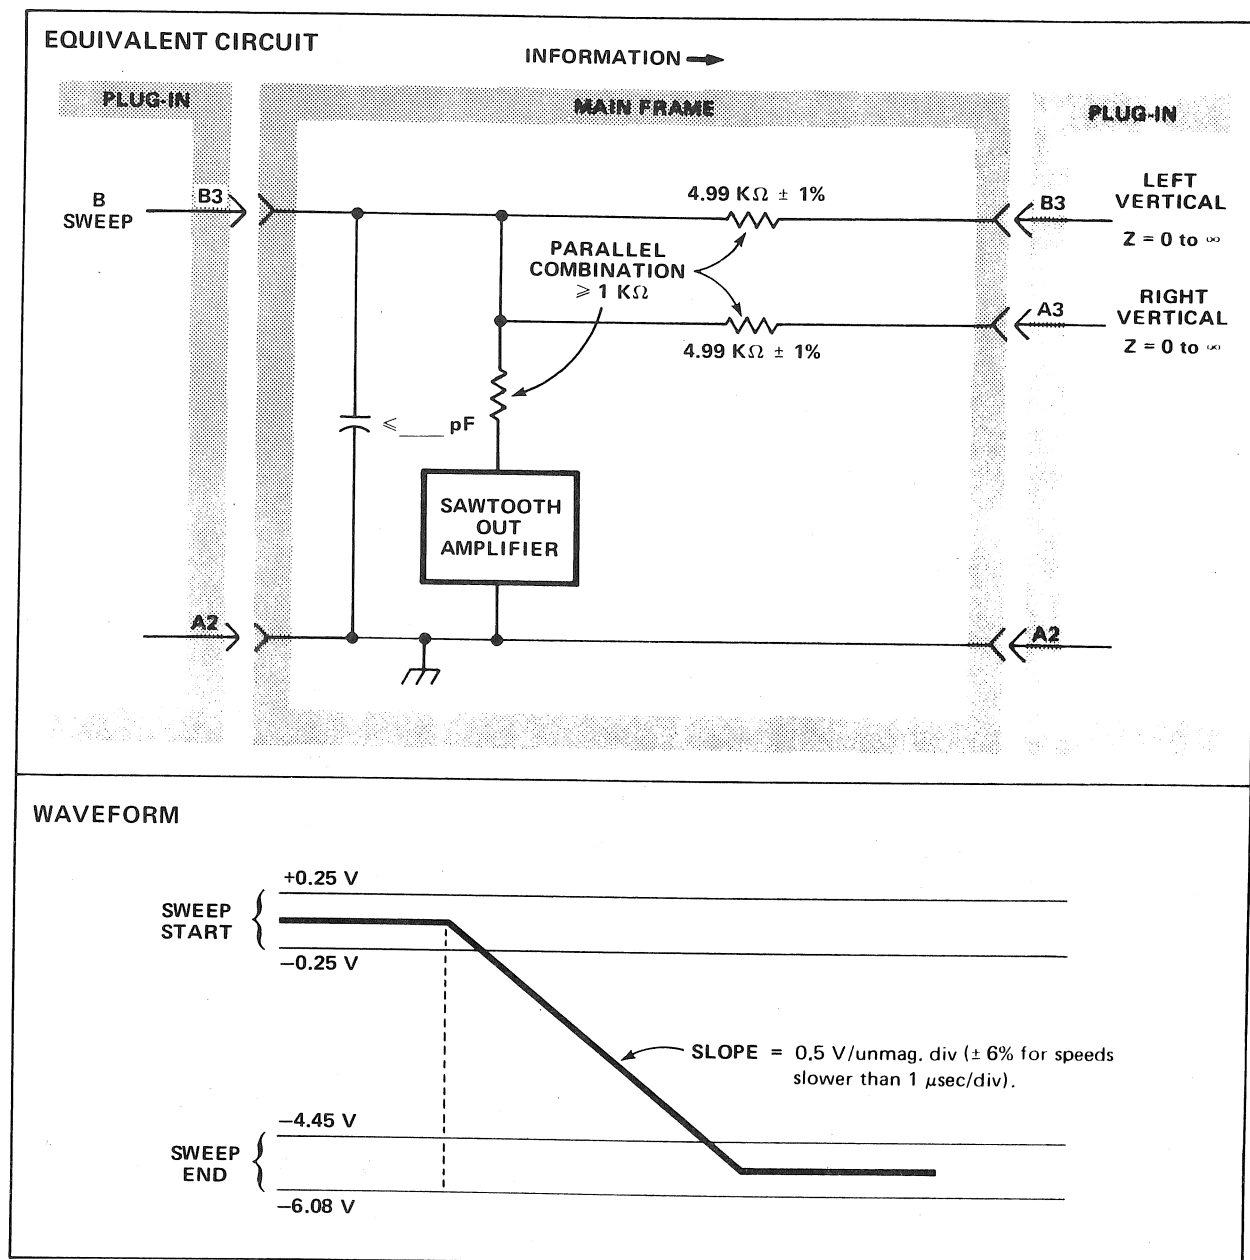 EQUIVALENT CIRCUIT
INFORMATION
PLUG-IN
MAIN FRAME
PLUG-IN
B
SWEEP
B3
4.99 KΩ ± 1%
B3
LEFT
VERTICAL
Z = 0 to ∞
PARALLEL
COMBINATION
⩾ 1 KΩ
A3
RIGHT
VERTICAL
Z = 0 to ∞
4.99 KΩ ± 1%
⩽ ____ pF
SAWTOOTH
OUT
AMPLIFIER
A2
A2
WAVEFORM
+0.25 V
SWEEP
START
−0.25 V
SLOPE = 0.5 V/unmag. div (± 6% for speeds
slower than 1 μsec/div).
−4.45 V
SWEEP
END
−6.08 V